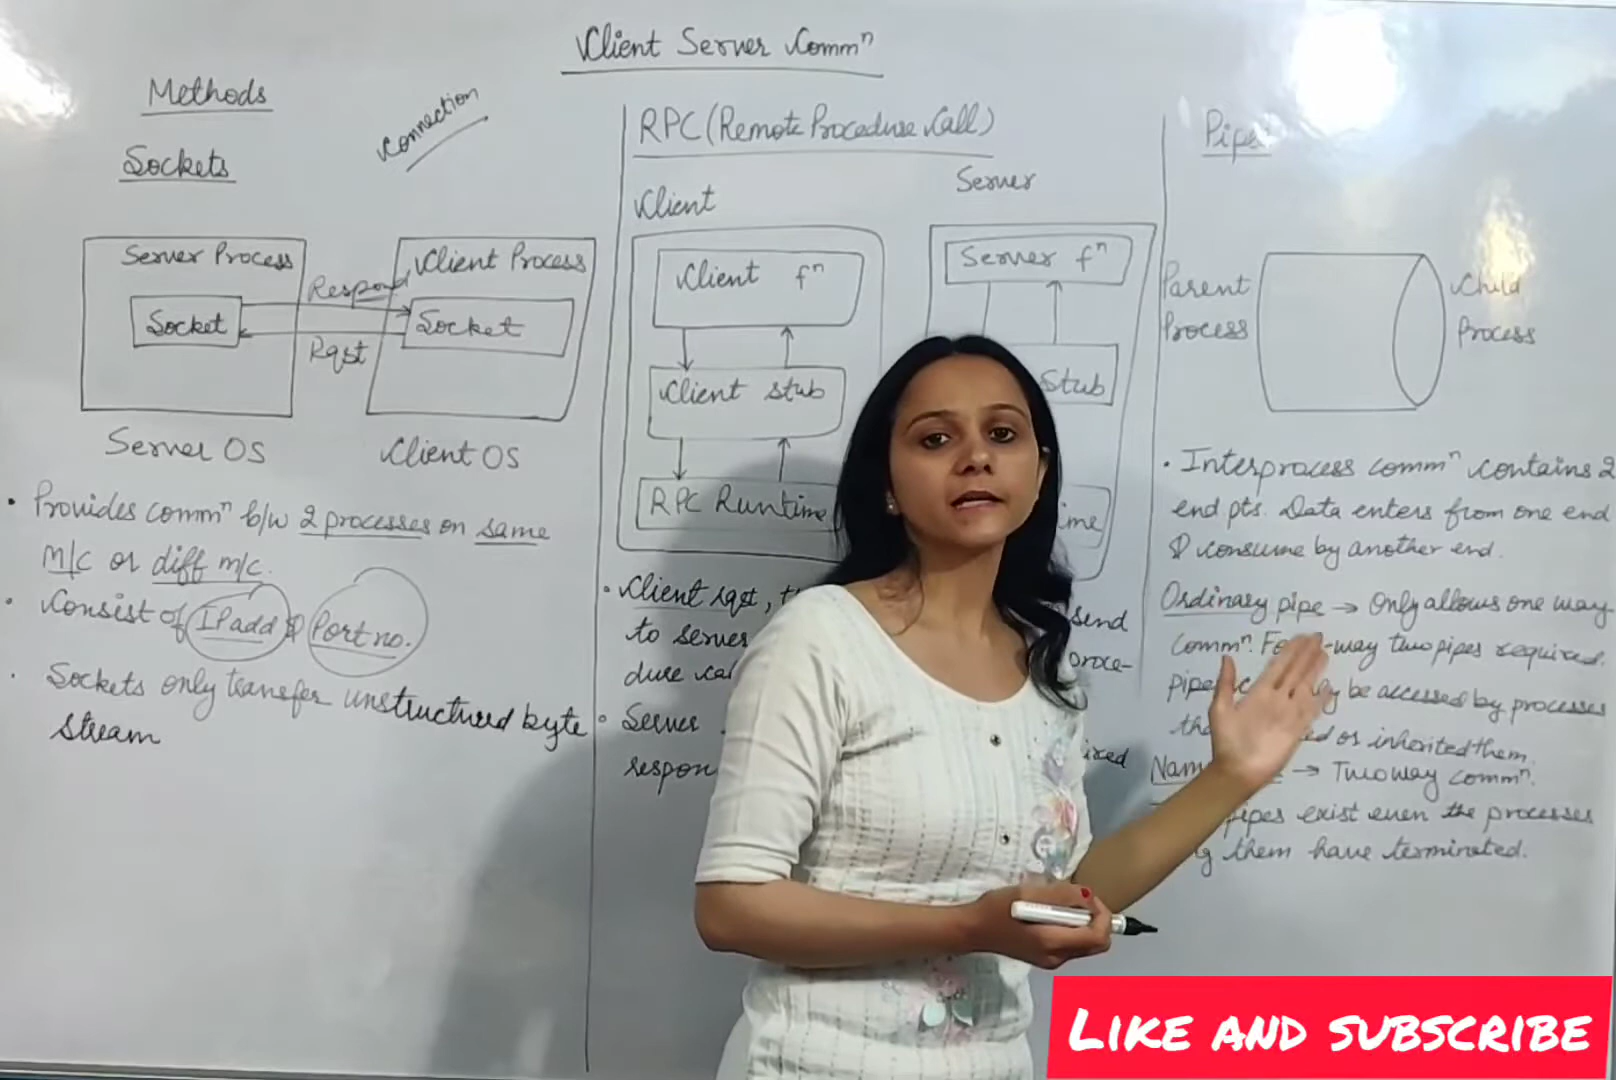 Client Server Commⁿ
Methods
Sockets
Connection
Server Process
Socket
Respond
Rqst
Client Process
Socket
Server OS
Client OS
• Provides commⁿ b/w 2 processes on same
M/C or diff m/c.
• Consist of IP add & Port no.
• Sockets only transfer unstructured byte
stream
RPC (Remote Procedure Call)
Client
Server
Client fⁿ
Client stub
RPC Runtime
Server fⁿ
Stub
• Client rqst,
send
to server
proce-
dure
• Server
respon
Pipe
Parent
Process
Child
Process
• Interprocess commⁿ contains 2
end pts. Data enters from one end
& consume by another end.
Ordinary pipe → Only allows one way
commⁿ. -way two pipes required.
pipe be accessed by processes
or inherited them.
Nam → Two way commⁿ.
pipes exist even the processes
them have terminated.
LIKE AND SUBSCRIBE